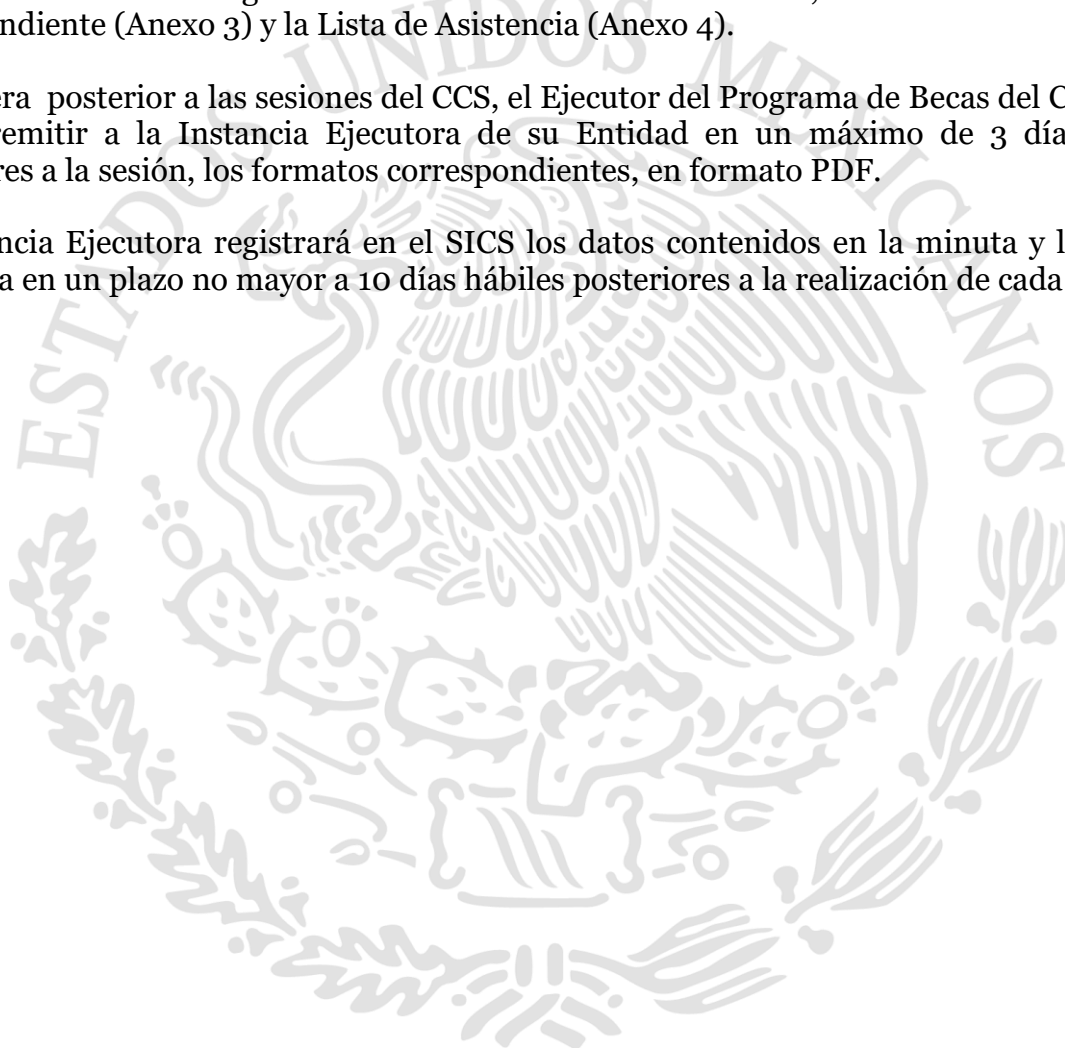 ndiente (Anexo 3) y la Lista de Asistencia (Anexo 4).
era posterior a las sesiones del CCS, el Ejecutor del Programa de Becas del C
remitir a la Instancia Ejecutora de su Entidad en un máximo de 3 día
res a la sesión, los formatos correspondientes, en formato PDF.
ncia Ejecutora registrará en el SICS los datos contenidos en la minuta y l
a en un plazo no mayor a 10 días hábiles posteriores a la realización de cada
ESTADOS UNIDOS MEXICANOS